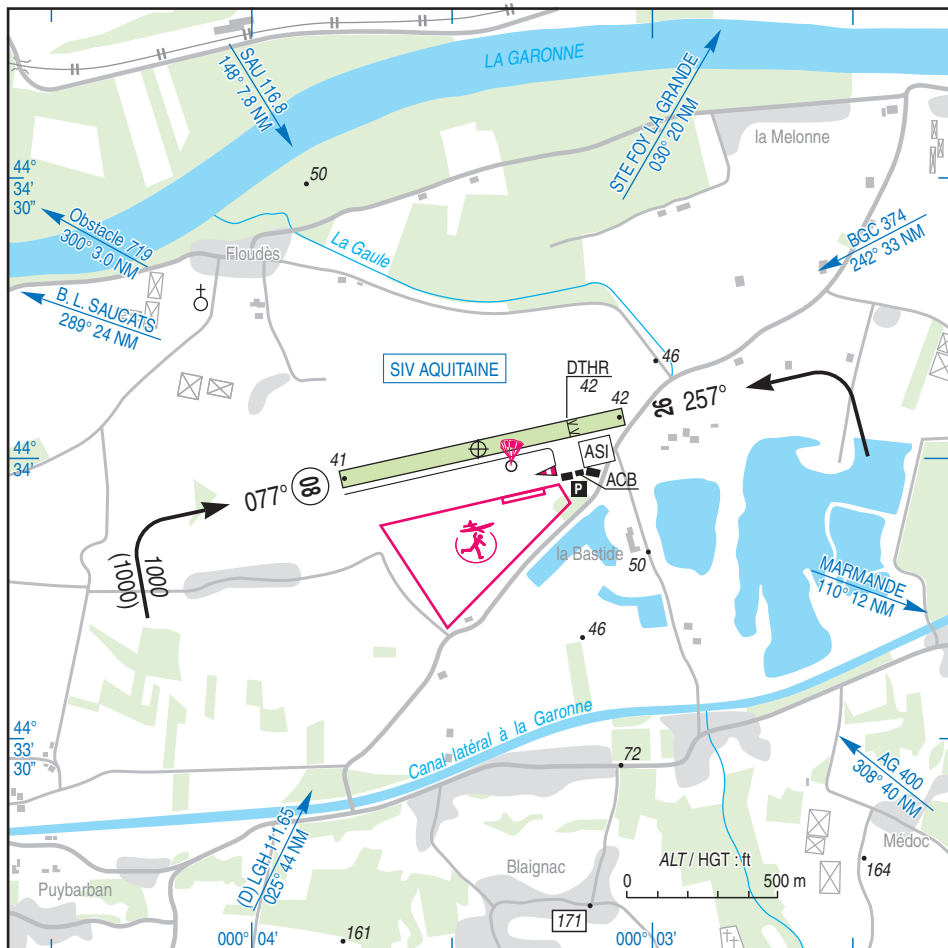 LA GARONNE
SAU 116.8
148° 7.8 NM
STE FOY LA GRANDE
030° 20 NM
la Melonne
44°
34'
30"
50
Obstacle 719
300° 3.0 NM
Floudès
La Gaule
BGC 374
242° 33 NM
B. L. SAUCATS
289° 24 NM
SIV AQUITAINE
46
DTHR
42
42
26
257°
44°
34'
41
ASI
077°
08
P
ACB
1000
(1000)
la Bastide
50
MARMANDE
110° 12 NM
46
44°
33'
30"
Canal latéral à la Garonne
72
AG 400
308° 40 NM
(D) LGH 111.65
025° 44 NM
Médoc
ALT / HGT : ft
0
500 m
164
Blaignac
Puybarban
171
161
000° 04'
000° 03'